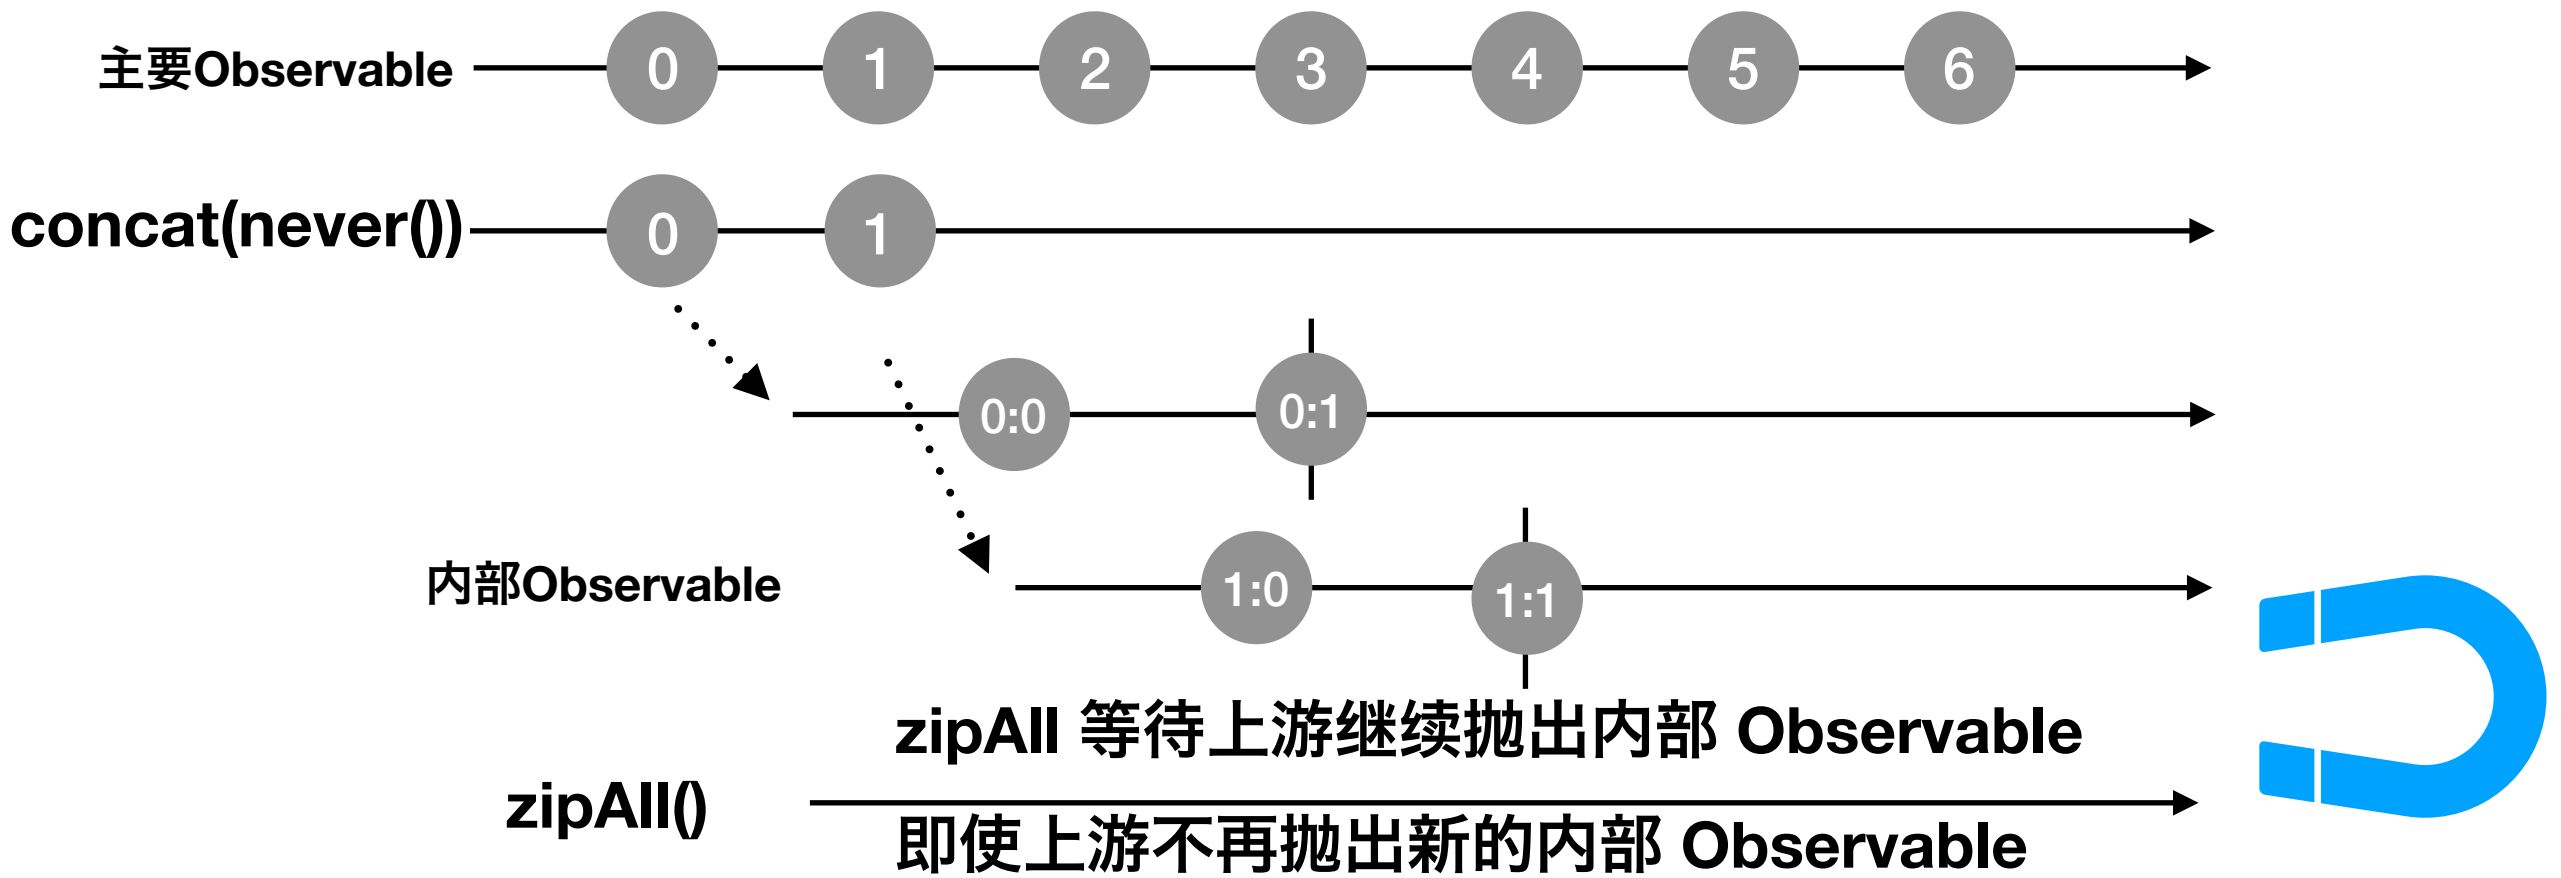 主要Observable
0 1 2 3 4 5 6
concat(never())
0 1
0:0 0:1
内部Observable
1:0 1:1
zipAll 等待上游继续抛出内部 Observable
zipAll()
即使上游不再抛出新的内部 Observable